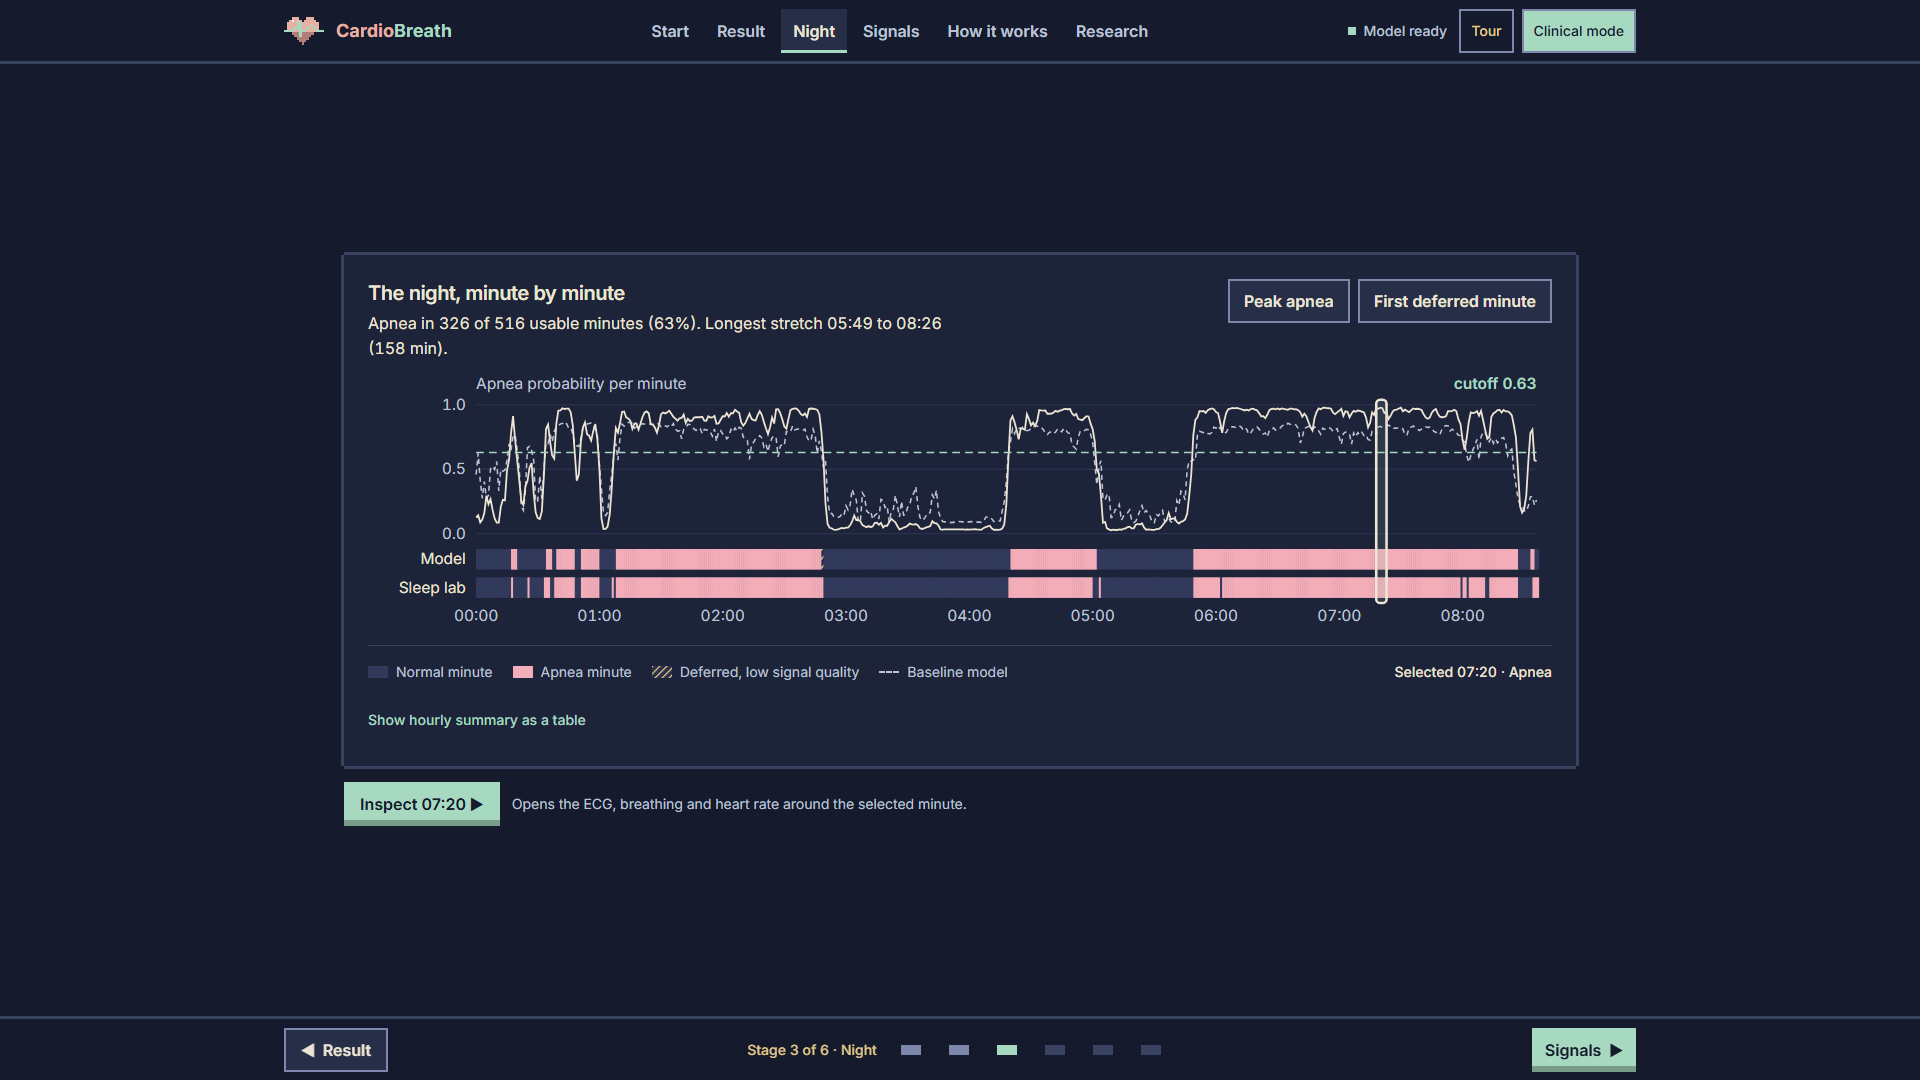 CardioBreath
Start
Result
Night
Signals
How it works
Research
Model ready
Tour
Clinical mode
The night, minute by minute
Apnea in 326 of 516 usable minutes (63%). Longest stretch 05:49 to 08:26
(158 min).
Peak apnea
First deferred minute
Apnea probability per minute
cutoff 0.63
1.0
0.5
0.0
Model
Sleep lab
00:00
01:00
02:00
03:00
04:00
05:00
06:00
07:00
08:00
Normal minute
Apnea minute
Deferred, low signal quality
Baseline model
Selected 07:20 · Apnea
Show hourly summary as a table
Inspect 07:20 ▶
Opens the ECG, breathing and heart rate around the selected minute.
◀ Result
Stage 3 of 6 · Night
Signals ▶